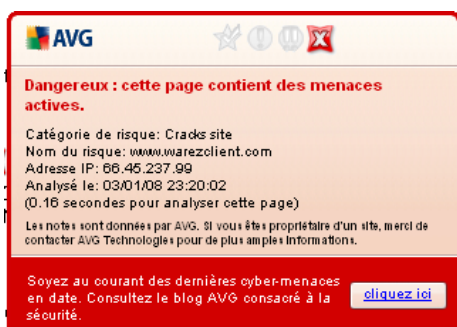 AVG
Dangereux : cette page contient des menaces
actives.
Catégorie de risque: Cracks site
Nom du risque: www.warezclient.com
Adresse IP: 66.45.237.99
Analysé le: 03/01/08 23:20:02
(0.16 secondes pour analyser cette page)
Les notes sont données par AVG. Si vous êtes propriétaire d'un site, merci de
contacter AVG Technologies pour de plus amples informations.
Soyez au courant des dernières cyber-menaces
en date. Consultez le blog AVG consacré à la
sécurité.
cliquez ici